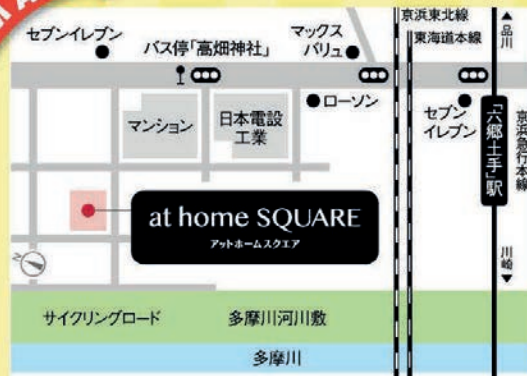 セブンイレブン
バス停「高畑神社」
マックス
バリュ
京浜東北線
東海道本線
品川
マンション
日本電設
工業
ローソン
セブン
イレブン
「六郷土手」駅
京浜急行本線
at home SQUARE
アットホームスクエア
川崎
サイクリングロード
多摩川河川敷
多摩川